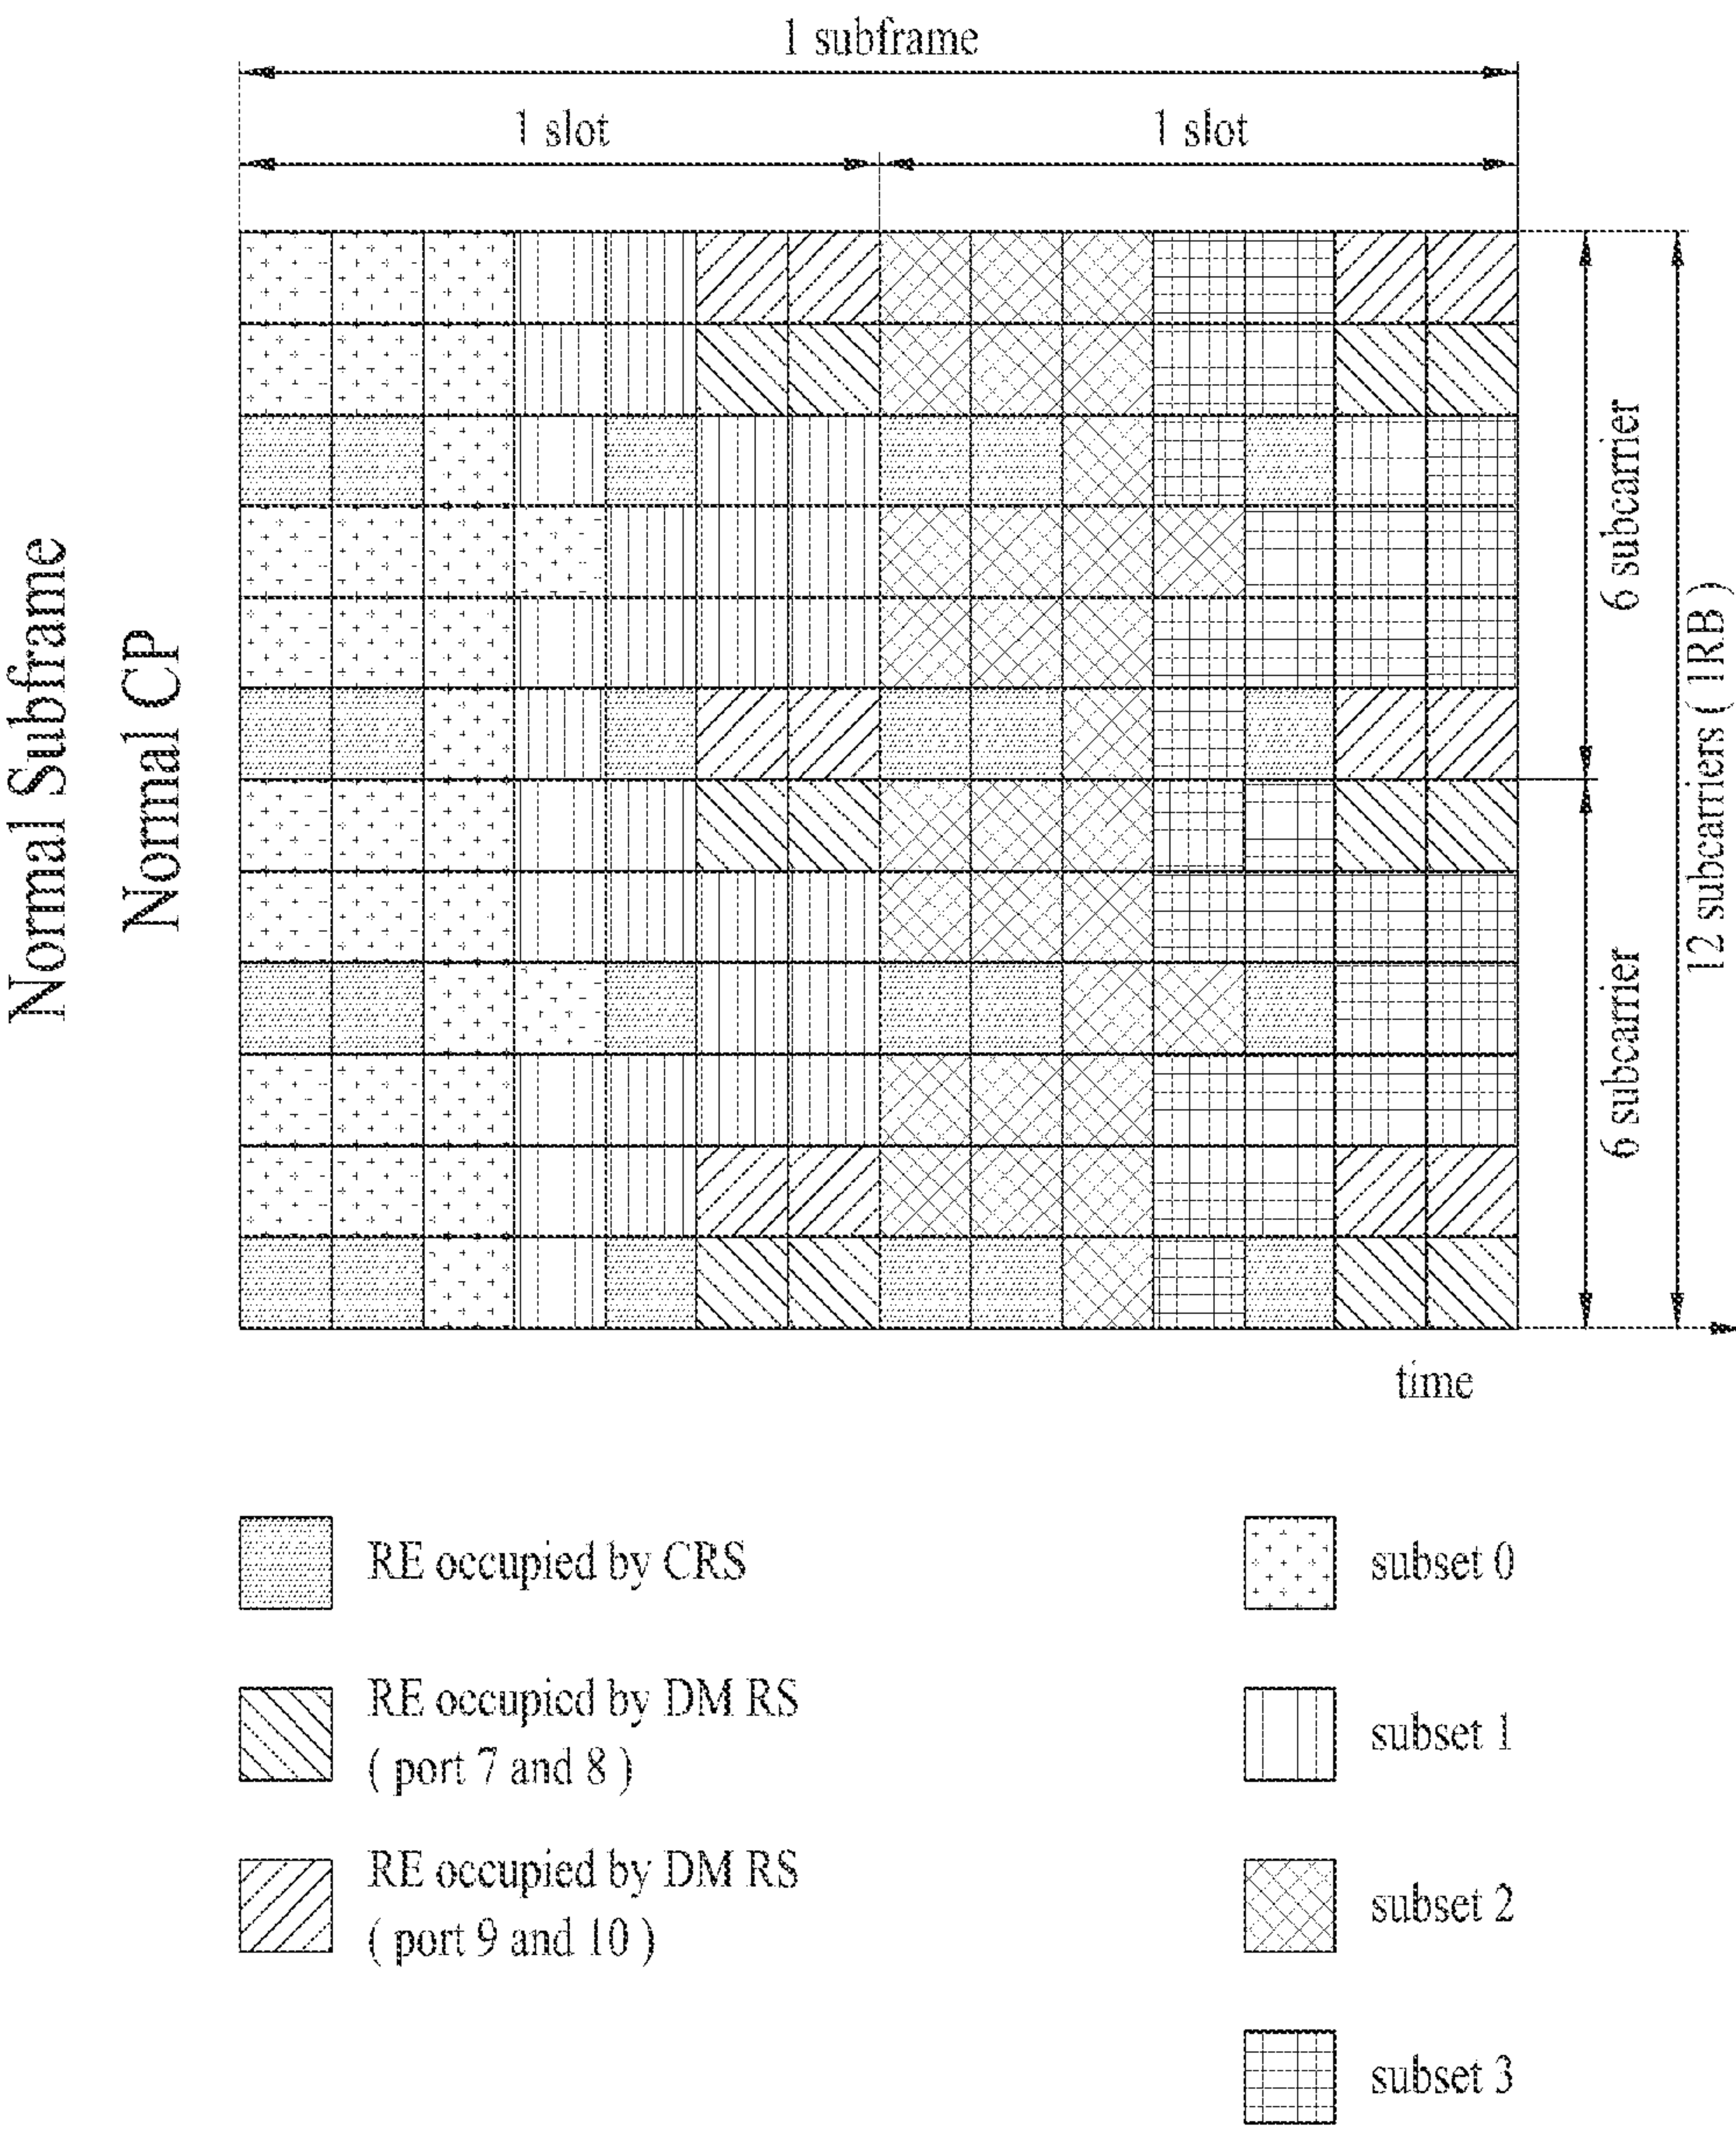 1 subframe
1 slot
1 slot
Normal Subframe
Normal CP
6 subcarrier
6 subcarrier
12 subcarriers ( 1RB )
time
RE occupied by CRS
RE occupied by DM RS
( port 7 and 8 )
RE occupied by DM RS
( port 9 and 10 )
subset 0
subset 1
subset 2
subset 3